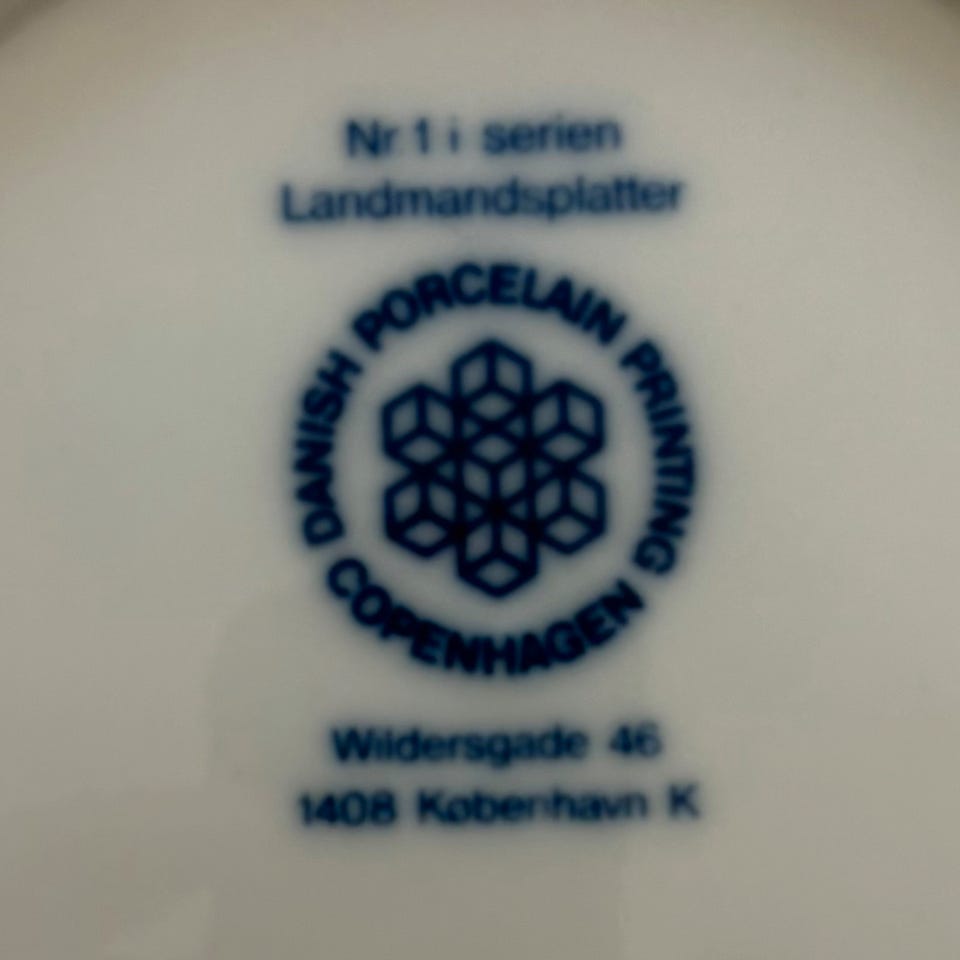 Nr. 1 i serien
Landmandsplatter
DANISH PORCELAIN PRINTING
COPENHAGEN
Wildersgade 46
1408 København K